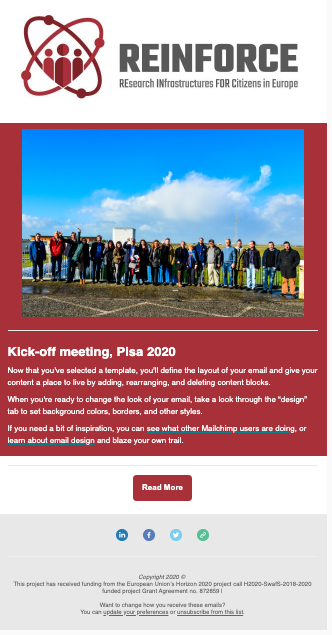 REINFORCE
REsearch INfrastructures FOR Citizens in Europe
Kick-off meeting, Pisa 2020
Now that you've selected a template, you'll define the layout of your email and give your
content a place to live by adding, rearranging, and deleting content blocks.
When you're ready to change the look of your email, take a look through the "design"
tab to set background colors, borders, and other styles.
If you need a bit of inspiration, you can see what other Mailchimp users are doing, or
learn about email design and blaze your own trail.
Read More
Copyright 2020 ©
This project has received funding from the European Union's Horizon 2020 project call H2020-SwafS-2018-2020
funded project Grant Agreement no. 872859 l
Want to change how you receive these emails?
You can update your preferences or unsubscribe from this list.